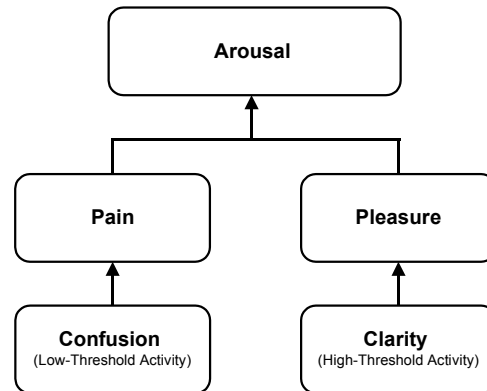 Arousal
Pain
Pleasure
Confusion
(Low-Threshold Activity)
Clarity
(High-Threshold Activity)